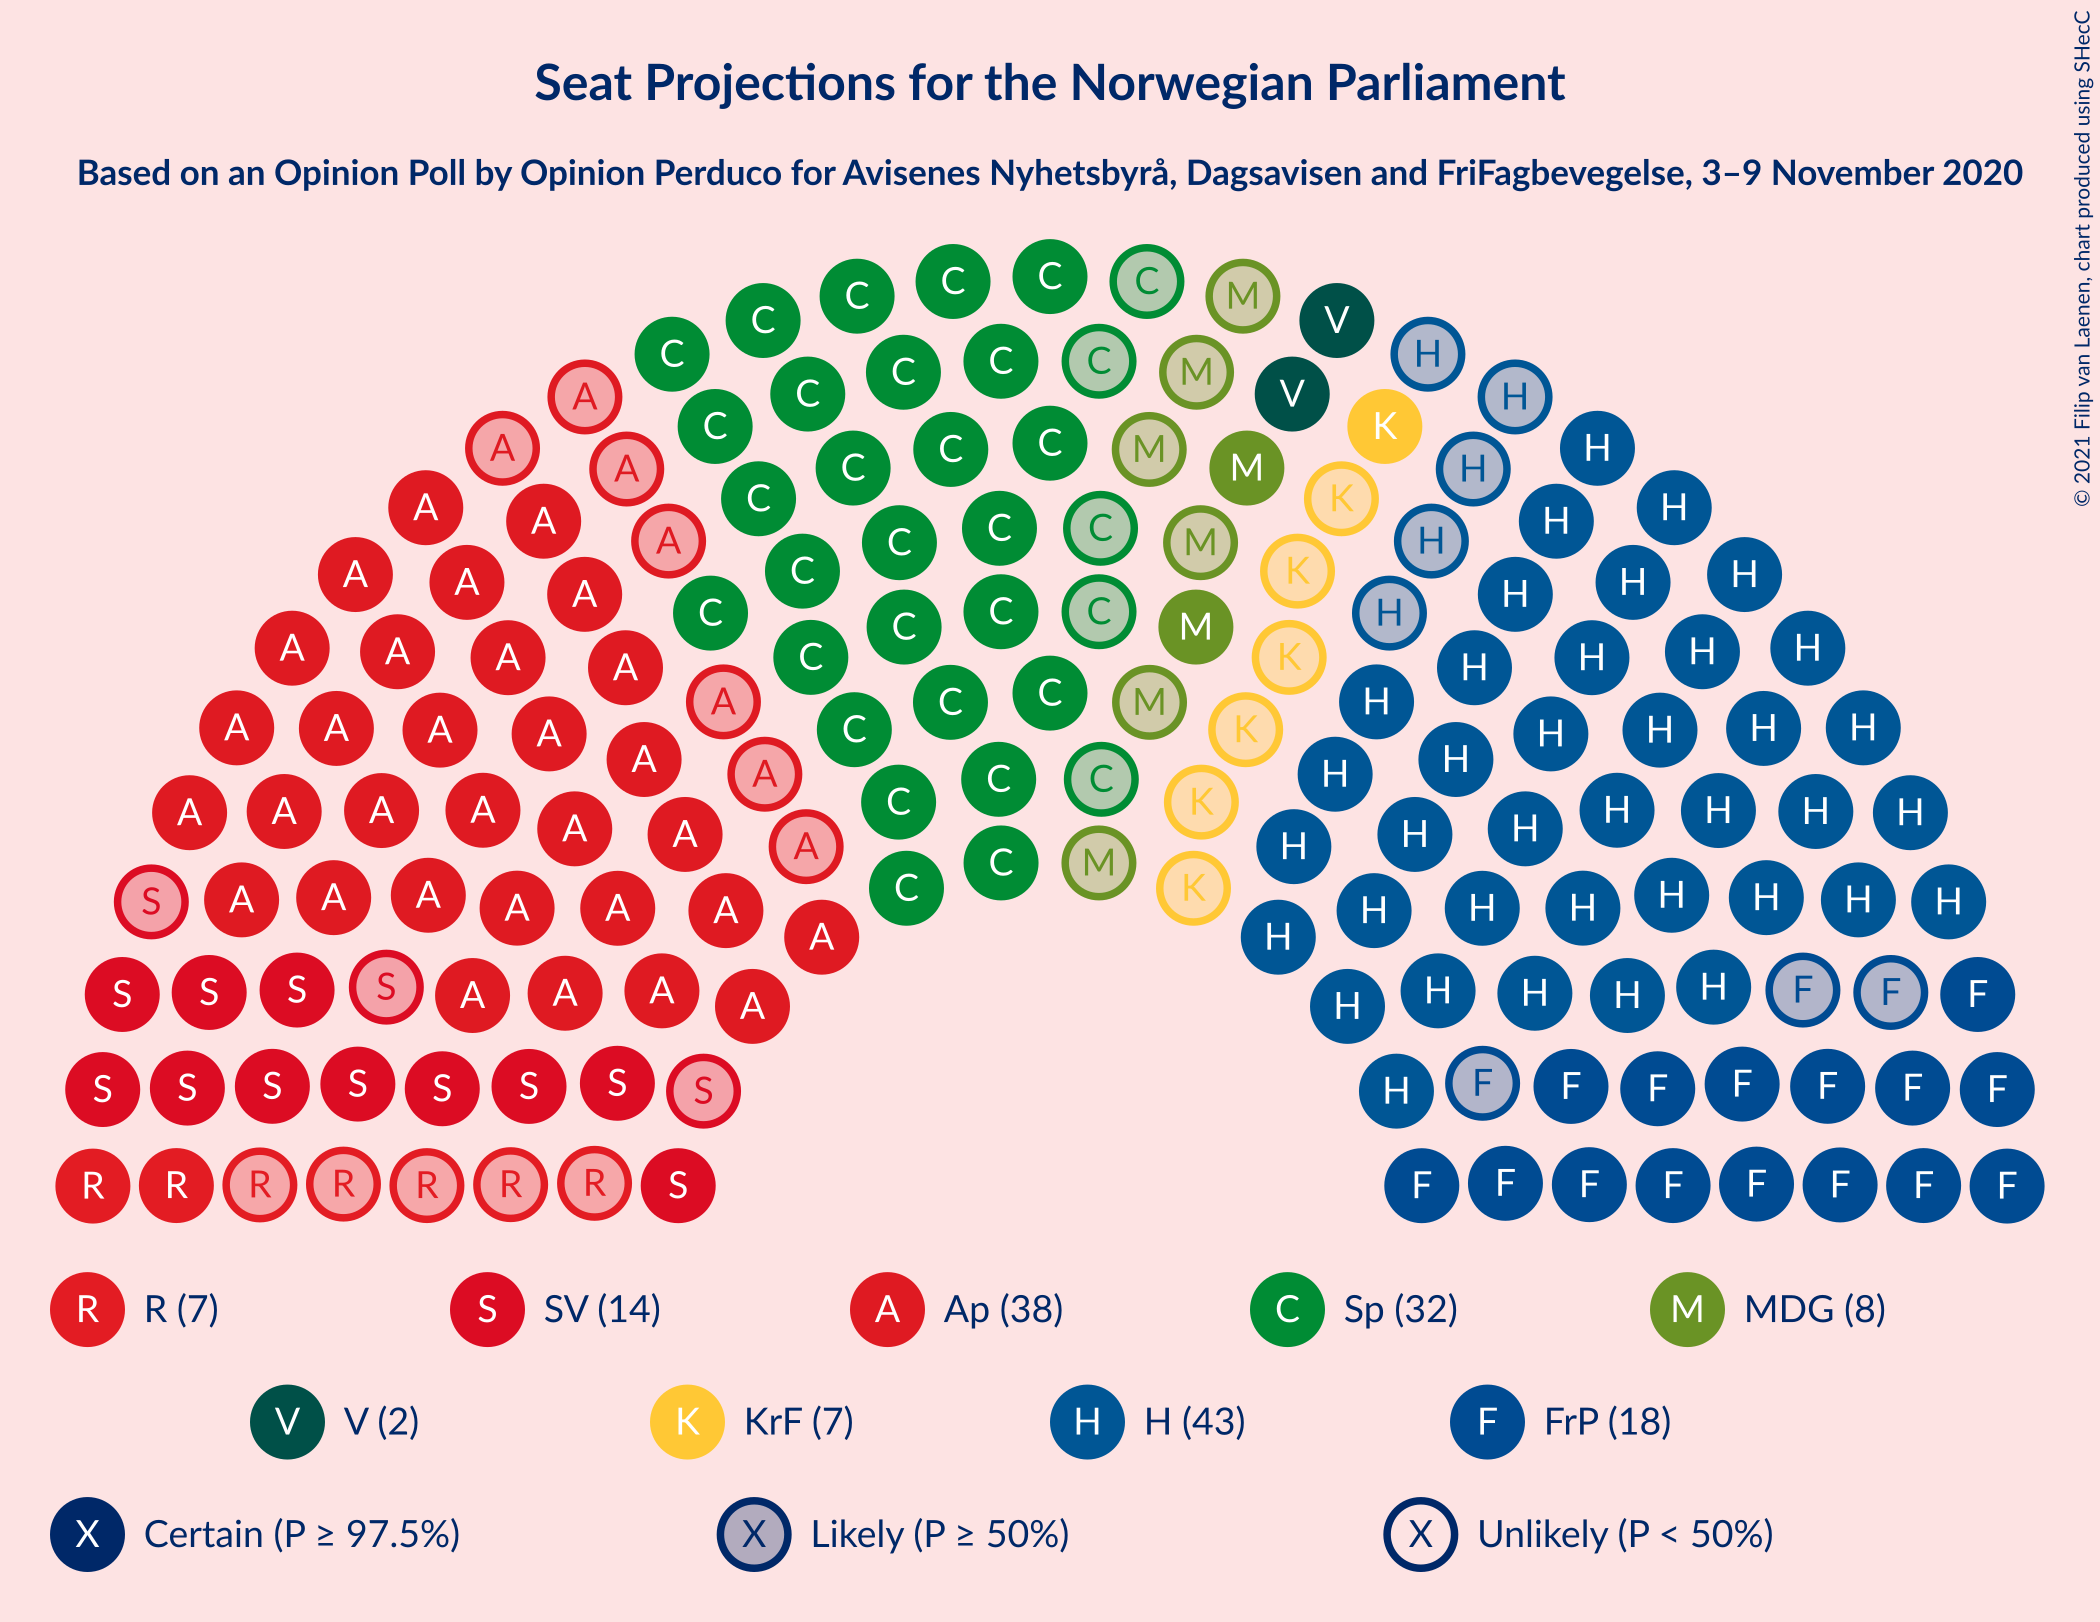 Seat Projections for the Norwegian Parliament
Based on an Opinion Poll by Opinion Perduco for Avisenes Nyhetsbyrå, Dagsavisen and FriFagbevegelse, 3–9 November 2020
© 2021 Filip van Laenen, chart produced using SHecC
C C C C M
C V
C C C C M H
A C V H
A C C C M K H
A C M H
A A C K H H
A C C C M H
A A A C K H H H
C C C C M H
A A A A C K H H H H
A C C M H
A A A A C K H H H H
A A C C H H
A A A A A A C K H H H H H H
A C M H
S A A A A A A C K H H H H H H H
A H
S S S S A A A A H H H H H F F F
S S S S S S S S H F F F F F F F
R R R R R R R S F F F F F F F F
R R (7) S SV (14) A Ap (38) C Sp (32) M MDG (8)
V V (2) K KrF (7) H H (43) F FrP (18)
X Certain (P ≥ 97.5%) X Likely (P ≥ 50%) X Unlikely (P < 50%)